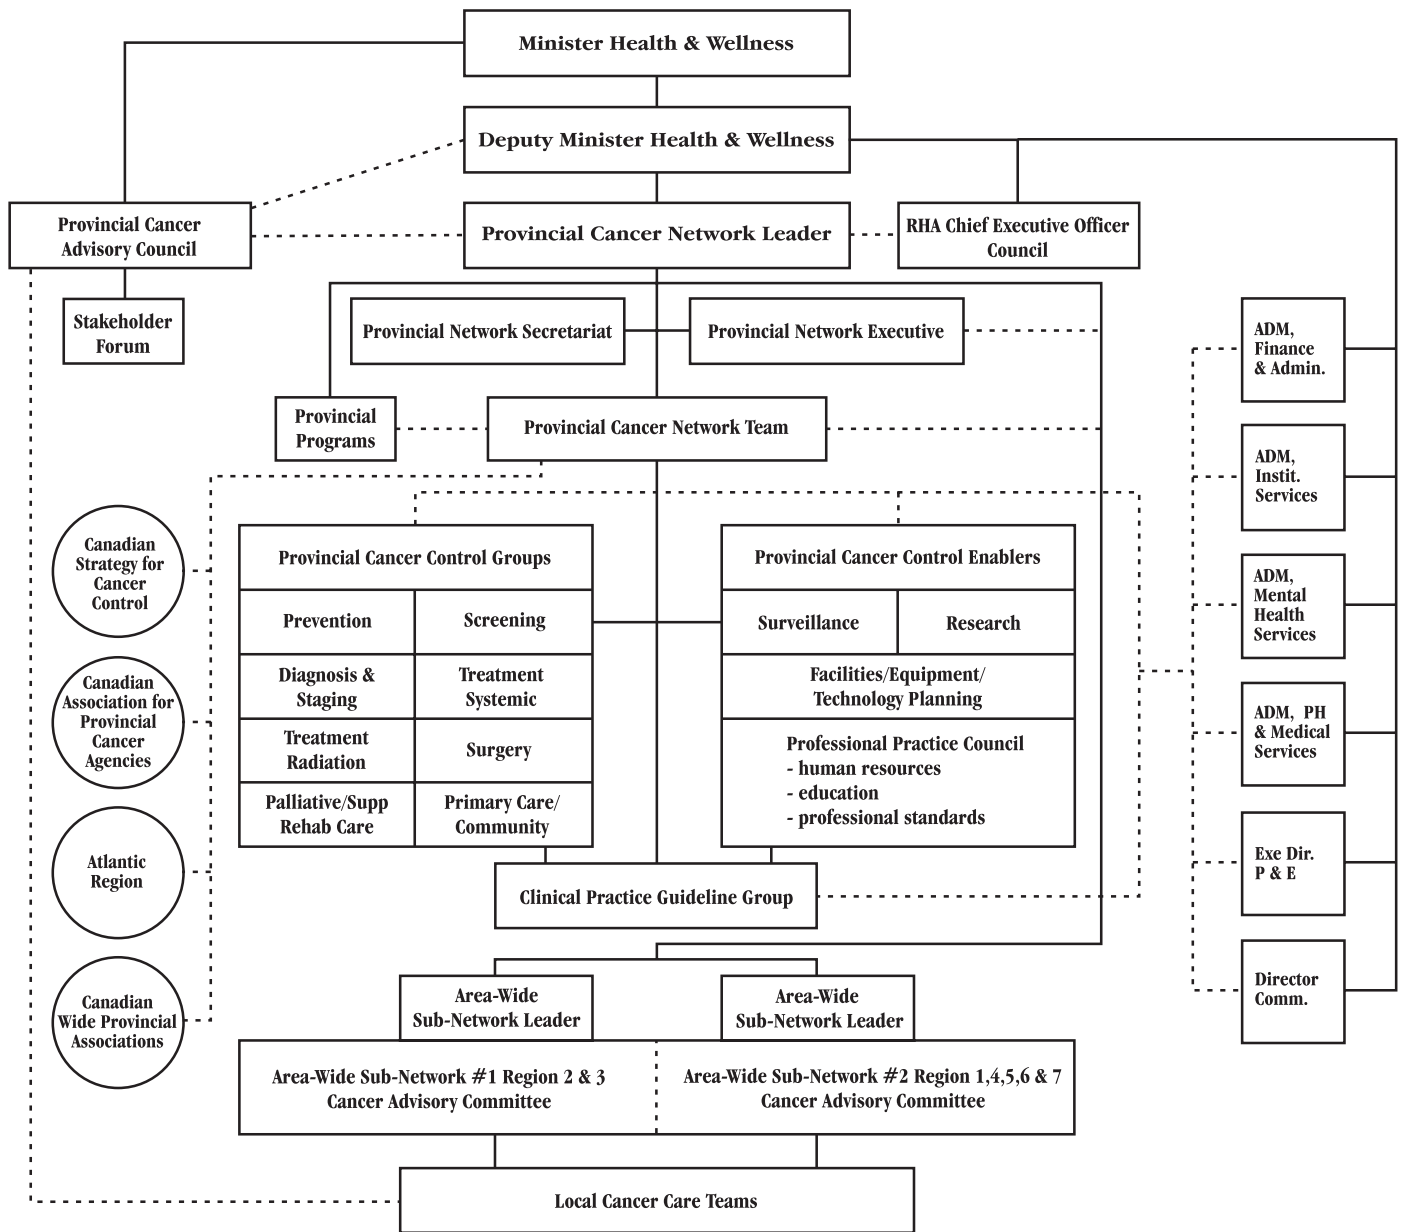 Minister Health & Wellness
Deputy Minister Health & Wellness
Provincial Cancer
Advisory Council
Provincial Cancer Network Leader
RHA Chief Executive Officer
Council
Stakeholder
Forum
Provincial Network Secretariat
Provincial Network Executive
ADM,
Finance
& Admin.
Provincial
Programs
Provincial Cancer Network Team
ADM,
Instit.
Services
Canadian
Strategy for
Cancer
Control
Provincial Cancer Control Groups
Prevention
Screening
Diagnosis &
Staging
Treatment
Systemic
Treatment
Radiation
Surgery
Palliative/Supp
Rehab Care
Primary Care/
Community
Provincial Cancer Control Enablers
Surveillance
Research
Facilities/Equipment/
Technology Planning
Professional Practice Council
- human resources
- education
- professional standards
ADM,
Mental
Health
Services
Canadian
Association for
Provincial
Cancer
Agencies
ADM, PH
& Medical
Services
Atlantic
Region
Clinical Practice Guideline Group
Exe Dir.
P & E
Canadian
Wide Provincial
Associations
Area-Wide
Sub-Network Leader
Area-Wide
Sub-Network Leader
Director
Comm.
Area-Wide Sub-Network #1 Region 2 & 3
Cancer Advisory Committee
Area-Wide Sub-Network #2 Region 1,4,5,6 & 7
Cancer Advisory Committee
Local Cancer Care Teams